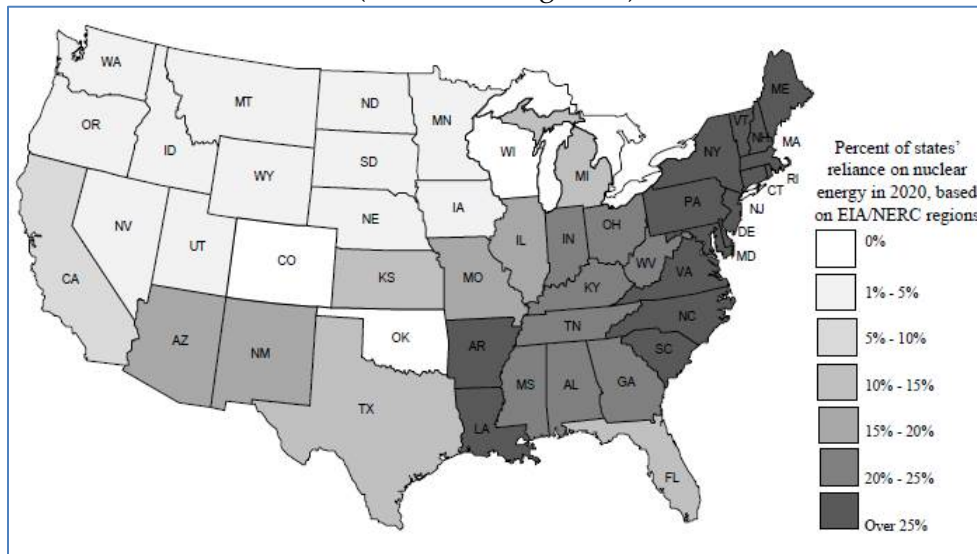 WA
MT
ND
MN
ME
OR
ID
SD
WI
VT
NH
MA
NY
WY
MI
RI
CT
NE
IA
PA
NJ
NV
UT
CO
IL
IN
OH
DE
MD
CA
KS
MO
WV
VA
KY
AZ
NM
OK
AR
TN
NC
SC
TX
MS
AL
GA
LA
FL
Percent of states’
reliance on nuclear
energy in 2020, based
on EIA/NERC regions
0%
1% - 5%
5% - 10%
10% - 15%
15% - 20%
20% - 25%
Over 25%